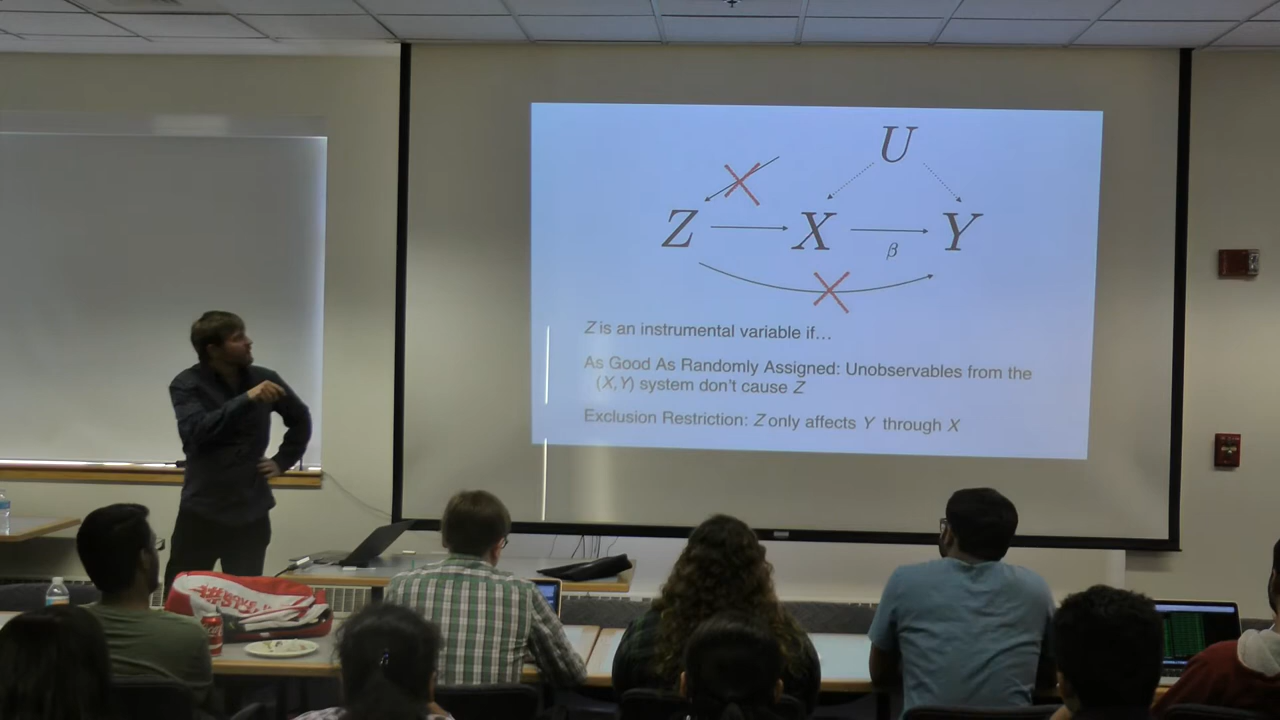 U
Z X Y
β
Z is an instrumental variable if…
As Good As Randomly Assigned: Unobservables from the
(X,Y) system don't cause Z
Exclusion Restriction: Z only affects Y through X